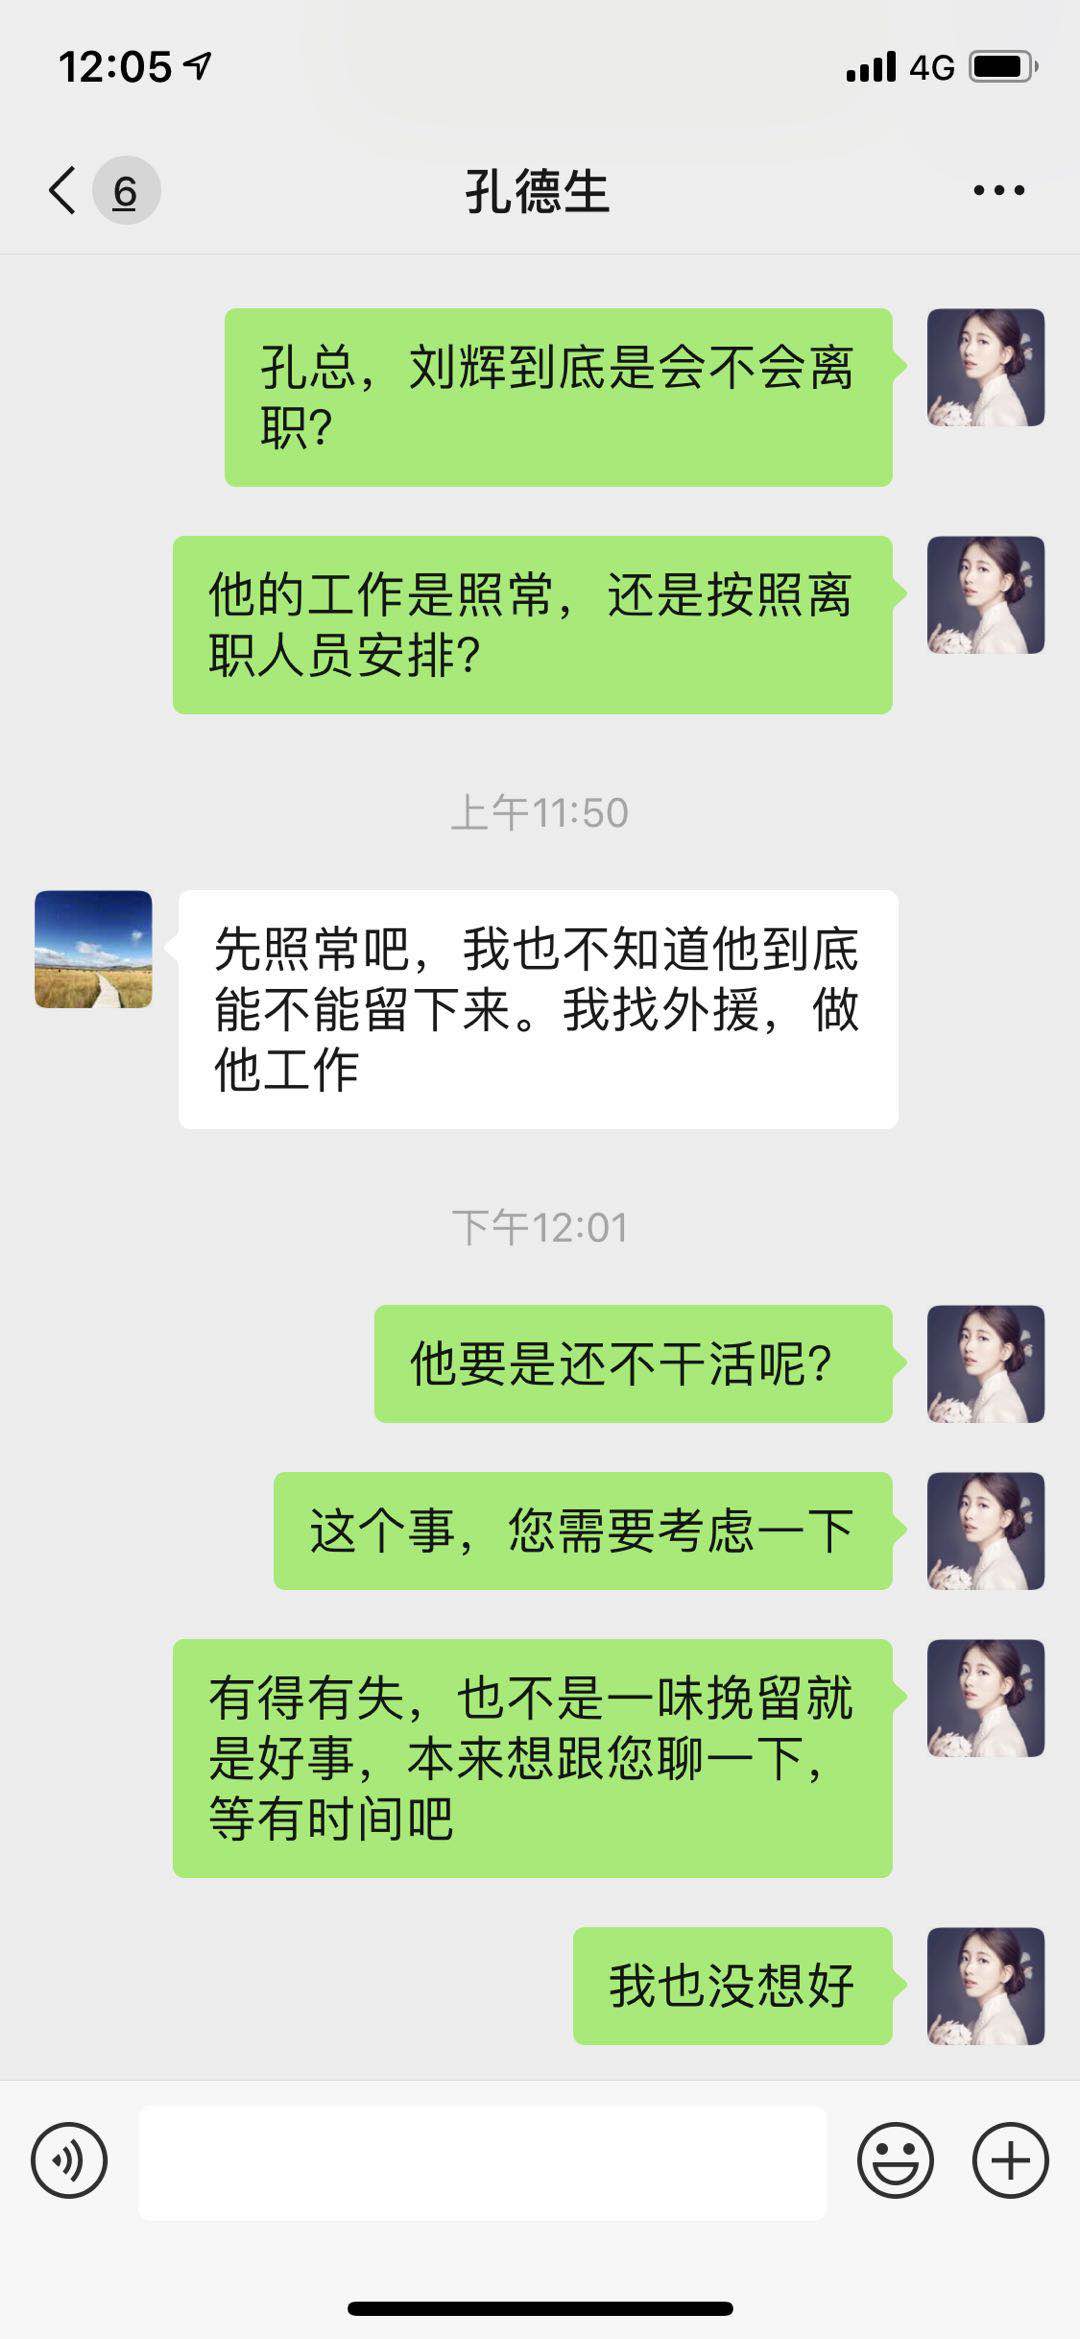 12:05
4G
6
孔德生
孔总，刘辉到底是会不会离
职?
他的工作是照常，还是按照离
职人员安排?
上午11:50
先照常吧，我也不知道他到底
能不能留下来。我找外援，做
他工作
下午12:01
他要是还不干活呢?
这个事，您需要考虑一下
有得有失，也不是一味挽留就
是好事，本来想跟您聊一下，
等有时间吧
我也没想好